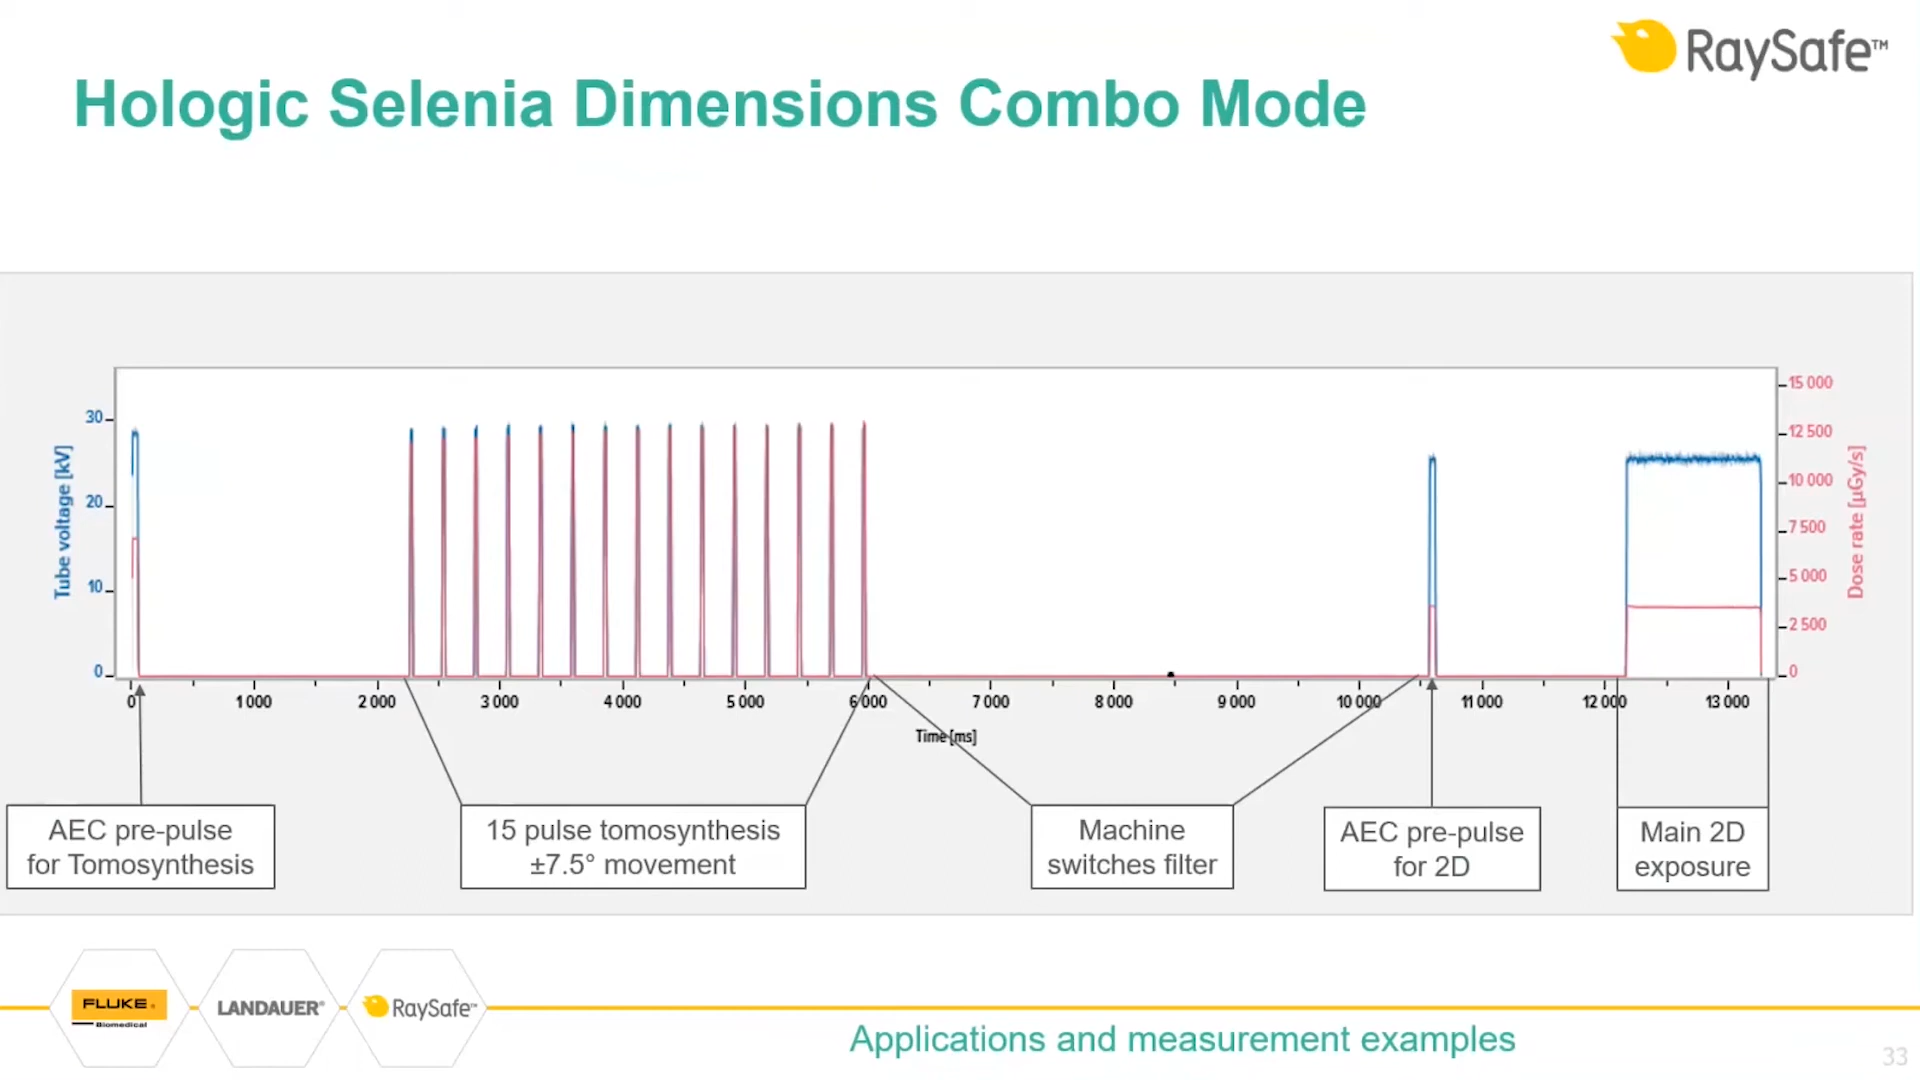 RaySafe™
Hologic Selenia Dimensions Combo Mode
Tube voltage [kV]
30
20
10
0
15 000
12 500
10 000
7 500
5 000
2 500
0
Dose rate [µGy/s]
0 1 000 2 000 3 000 4 000 5 000 6 000 7 000 8 000 9 000 10 000 11 000 12 000 13 000
Time [ms]
AEC pre-pulse
for Tomosynthesis
15 pulse tomosynthesis
±7.5° movement
Machine
switches filter
AEC pre-pulse
for 2D
Main 2D
exposure
FLUKE®
Biomedical
LANDAUER®
RaySafe™
Applications and measurement examples
33